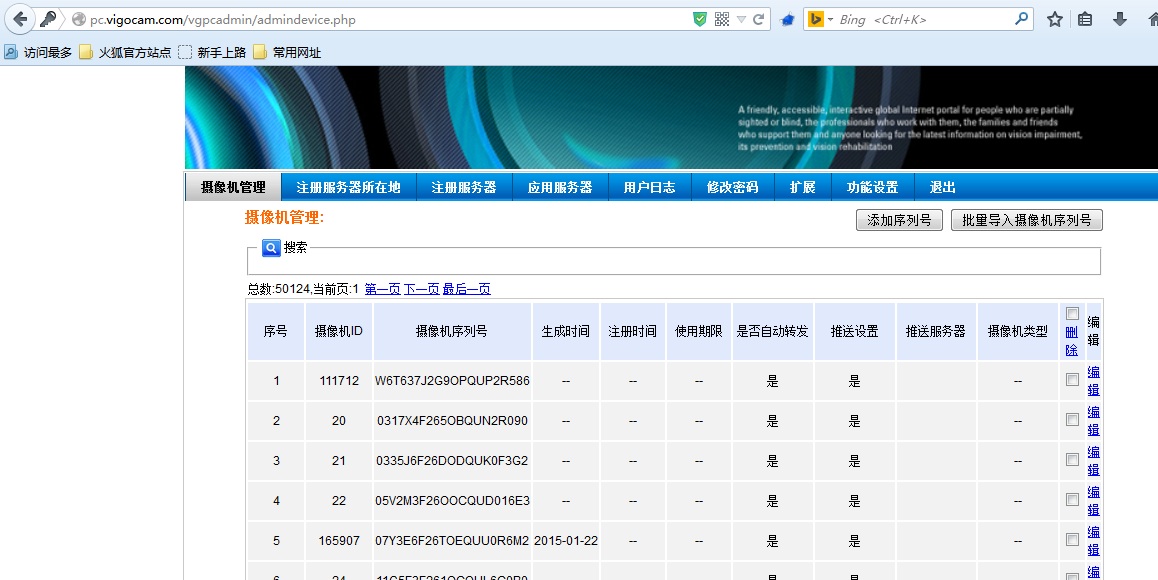 pc.vigocam.com/vgpcadmin/admindevice.php
Bing <Ctrl+K>
访问最多 火狐官方站点 新手上路 常用网址
A friendly, accessible, interactive global Internet portal for people who are partially
sighted or blind, the professionals who work with them, the families and friends
who support them and anyone looking for the latest information on vision impairment,
its prevention and vision rehabilitation
摄像机管理 注册服务器所在地 注册服务器 应用服务器 用户日志 修改密码 扩展 功能设置 退出
摄像机管理: 添加序列号 批量导入摄像机序列号
搜索
总数:50124,当前页:1 第一页 下一页 最后一页
序号 摄像机ID 摄像机序列号 生成时间 注册时间 使用期限 是否自动转发 推送设置 推送服务器 摄像机类型 删除 编辑
1 111712 W6T637J2G9OPQUP2R586 -- -- -- 是 是 -- 编辑
2 20 0317X4F265OBQUN2R090 -- -- -- 是 是 -- 编辑
3 21 0335J6F26DODQUK0F3G2 -- -- -- 是 是 -- 编辑
4 22 05V2M3F26OOCQUD016E3 -- -- -- 是 是 -- 编辑
5 165907 07Y3E6F26TOEQUU0R6M2 2015-01-22 -- -- 是 是 -- 编辑